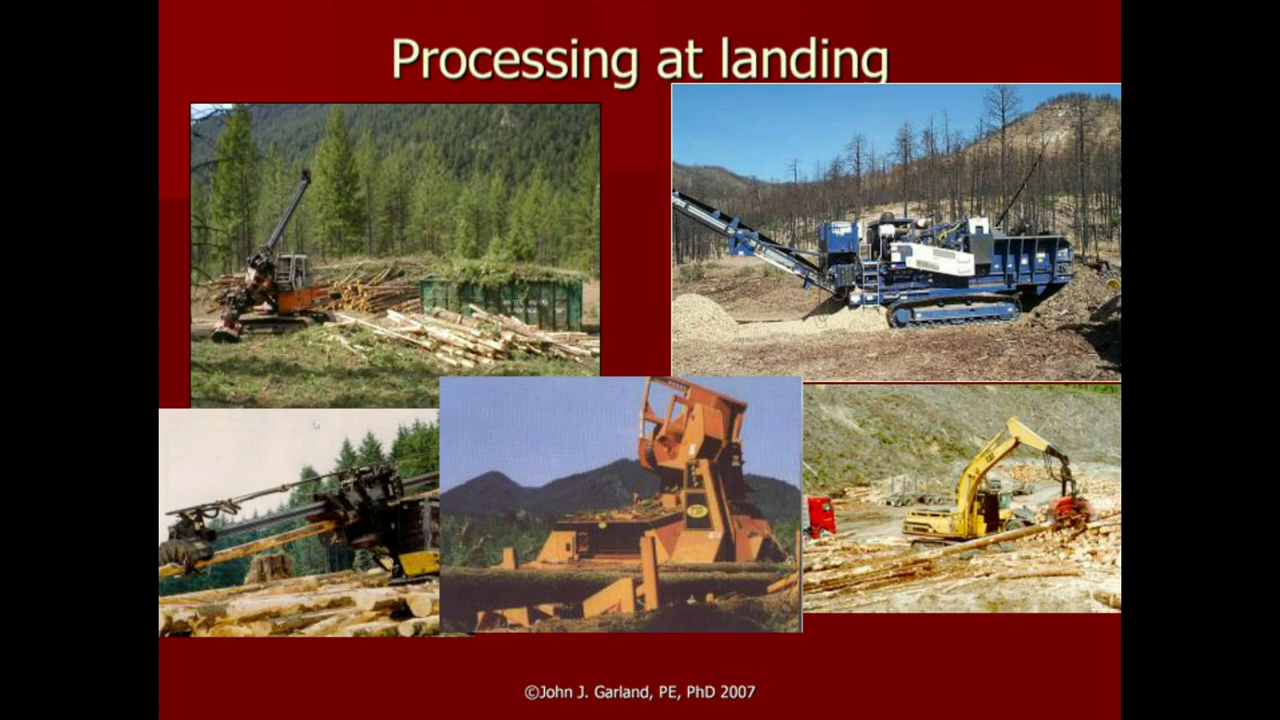 Processing at landing
©John J. Garland, PE, PhD 2007